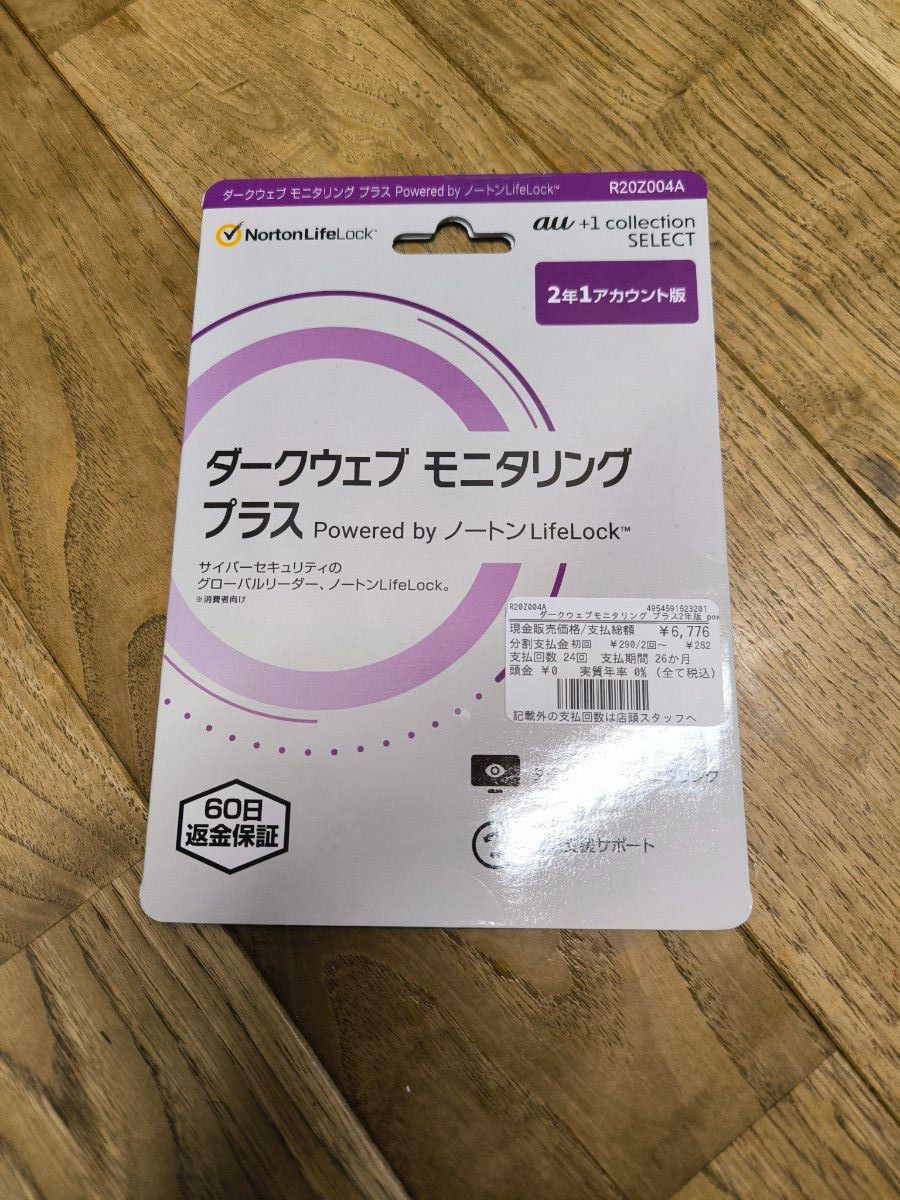 ダークウェブ モニタリング プラス Powered by ノートンLifeLock™ R20Z004A
NortonLifeLock
au +1 collection
SELECT
2年1アカウント版
ダークウェブ モニタリング
プラス Powered by ノートン LifeLock™
サイバーセキュリティの
グローバルリーダー、ノートンLifeLock。
※消費者向け
R20Z004A 4954591523201
ダークウェブモニタリング プラス2年版 pow
現金販売価格/支払総額 ¥6,776
分割支払金 初回 ¥290/2回～ ¥282
支払回数 24回 支払期間 26か月
頭金 ¥0 実質年率 0% (全て税込)
記載外の支払回数は店頭スタッフへ
60日
返金保証
サポート